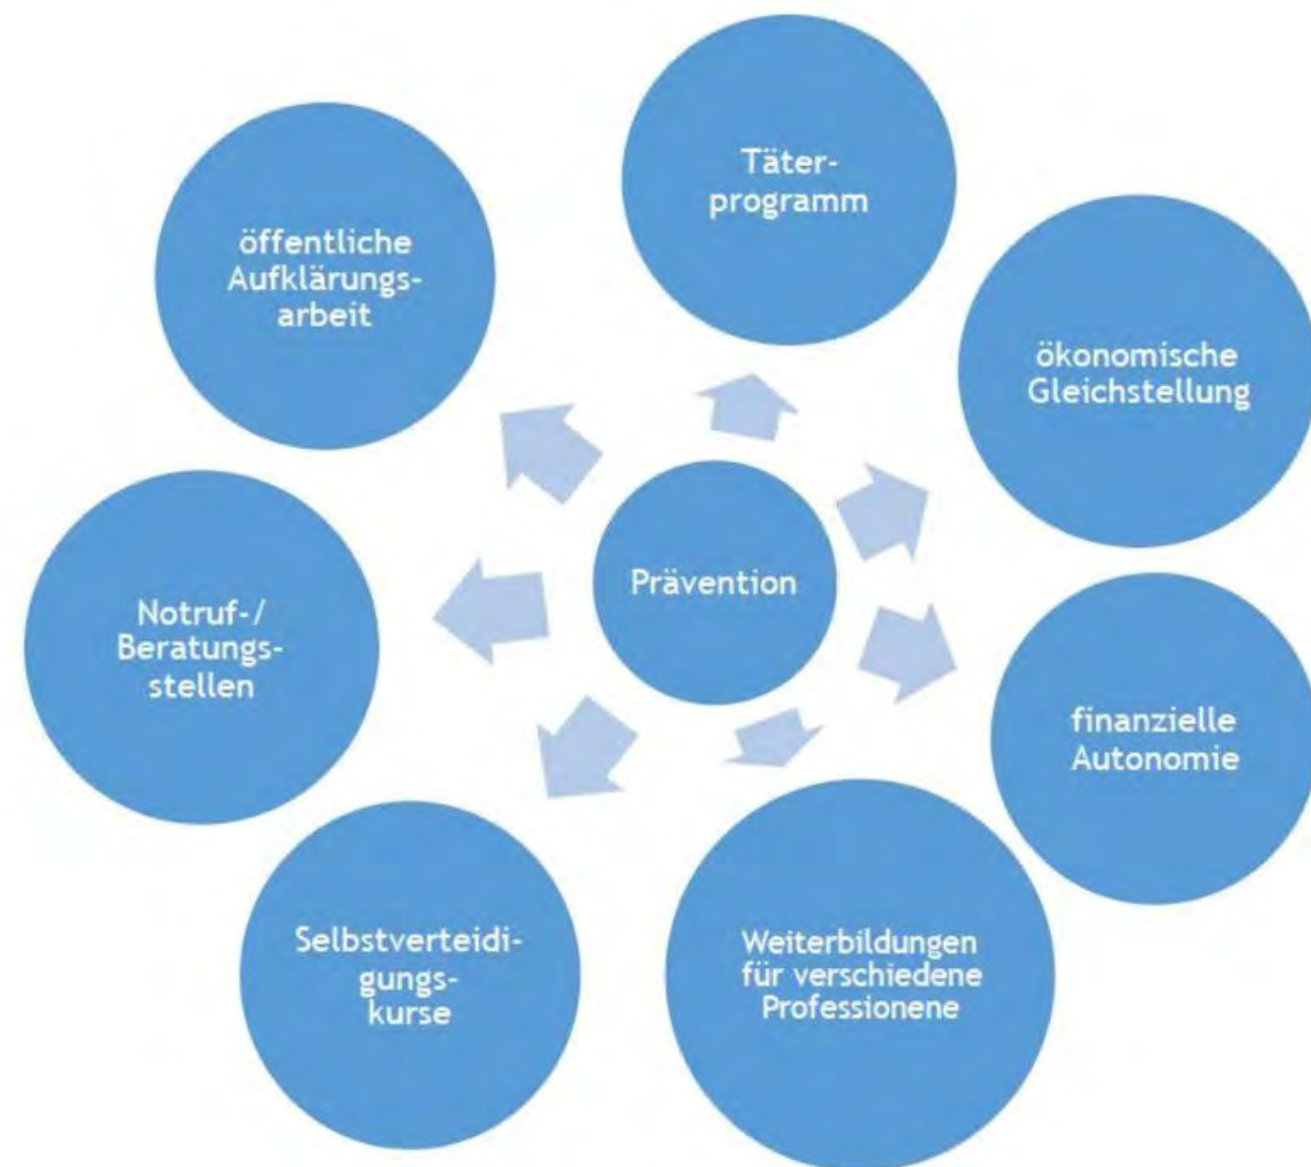 Täter-
programm
ökonomische
Gleichstellung
finanzielle
Autonomie
Weiterbildungen
für verschiedene
Professionene
Selbstverteidi-
gungs-
kurse
Notruf-/
Beratungs-
stellen
öffentliche
Aufklärungs-
arbeit
Prävention